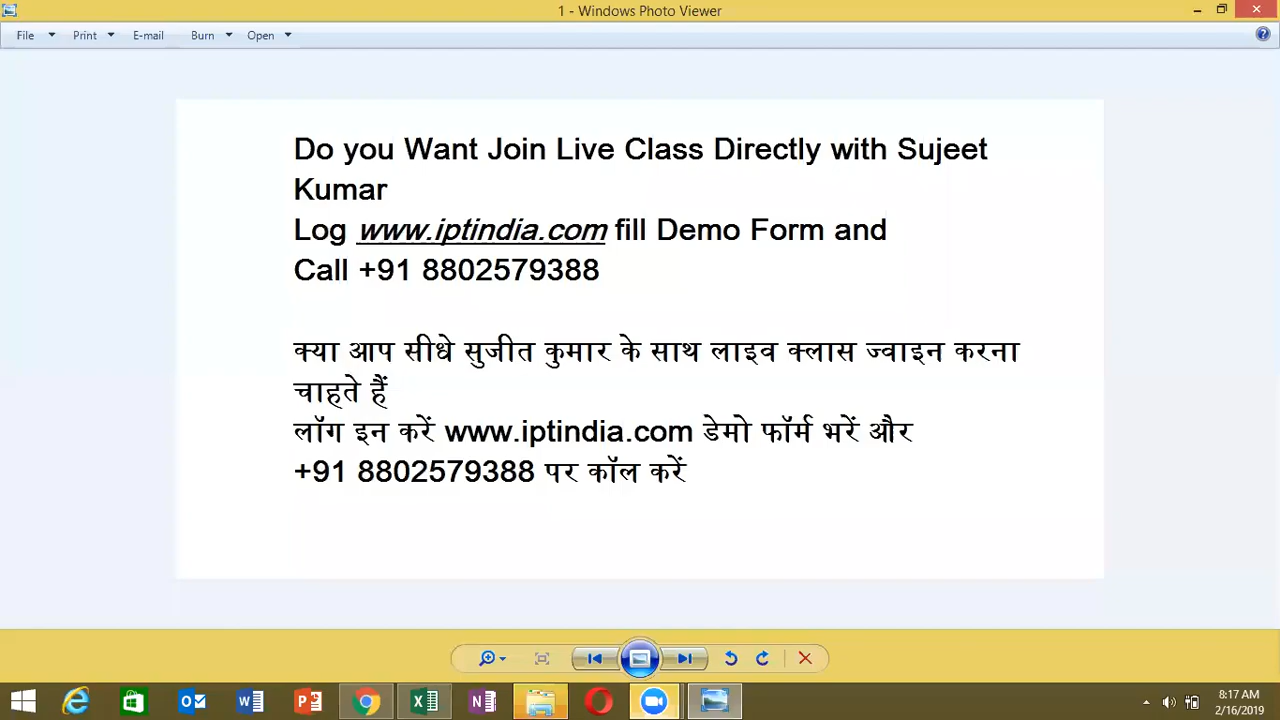 1 - Windows Photo Viewer
File Print E-mail Burn Open
Do you Want Join Live Class Directly with Sujeet
Kumar
Log www.iptindia.com fill Demo Form and
Call +91 8802579388
क्या आप सीधे सुजीत कुमार के साथ लाइव क्लास ज्वाइन करना
चाहते हैं
लॉग इन करें www.iptindia.com डेमो फॉर्म भरें और
+91 8802579388 पर कॉल करें
8:17 AM
2/16/2019